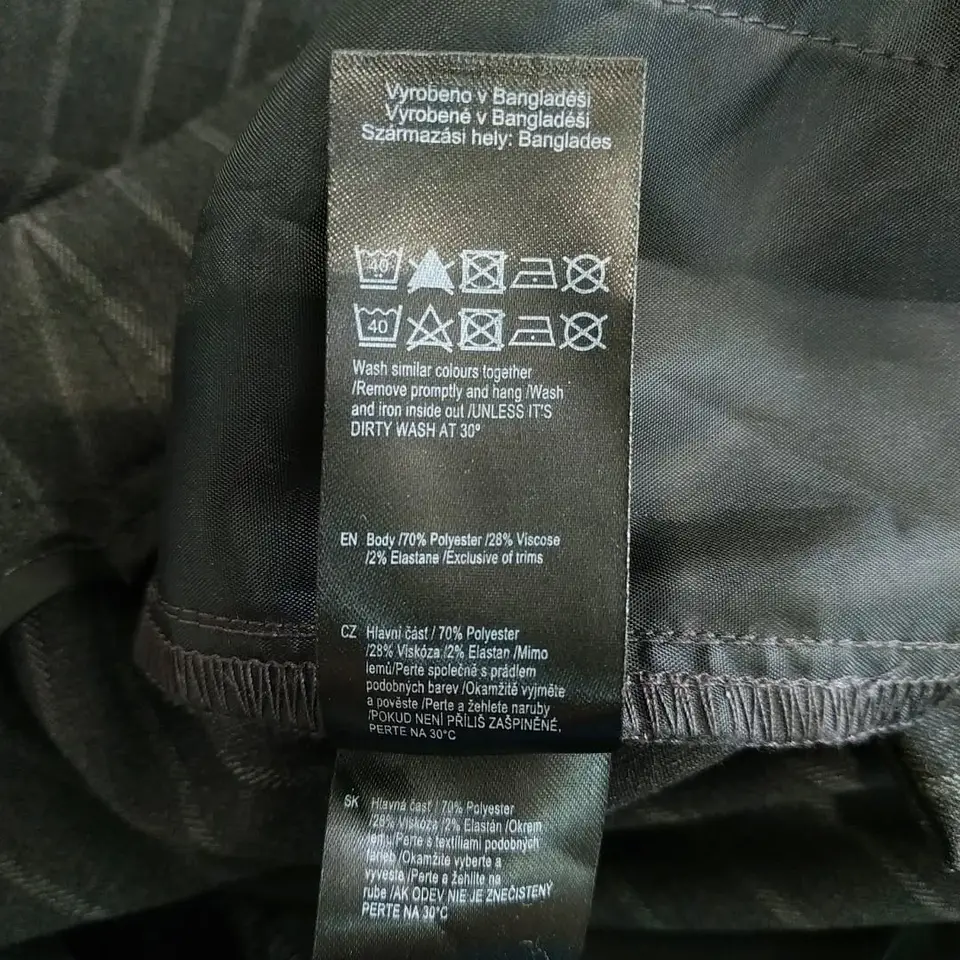 Vyrobeno v Bangladéši
Vyrobené v Bangladéši
Származási hely: Banglades
40
40
Wash similar colours together
/Remove promptly and hang /Wash
and iron inside out /UNLESS IT'S
DIRTY WASH AT 30º
EN Body /70% Polyester /28% Viscose
/2% Elastane /Exclusive of trims
CZ Hlavní část / 70% Polyester
/28% Viskóza /2% Elastan /Mimo
lemů/Perte společně s prádlem
podobných barev /Okamžitě vyjměte
a pověste /Perte a žehlete naruby
/POKUD NENÍ PŘÍLIŠ ZAŠPINĚNÉ,
PERTE NA 30°C
SK Hlavná časť / 70% Polyester
/28% Viskóza /2% Elastán /Okrem
/Perte s textíliami podobných
farieb /Okamžite vyberte a
vyveste /Perte a žehlite na
rube /AK ODEV NIE JE ZNEČISTENÝ
PERTE NA 30°C